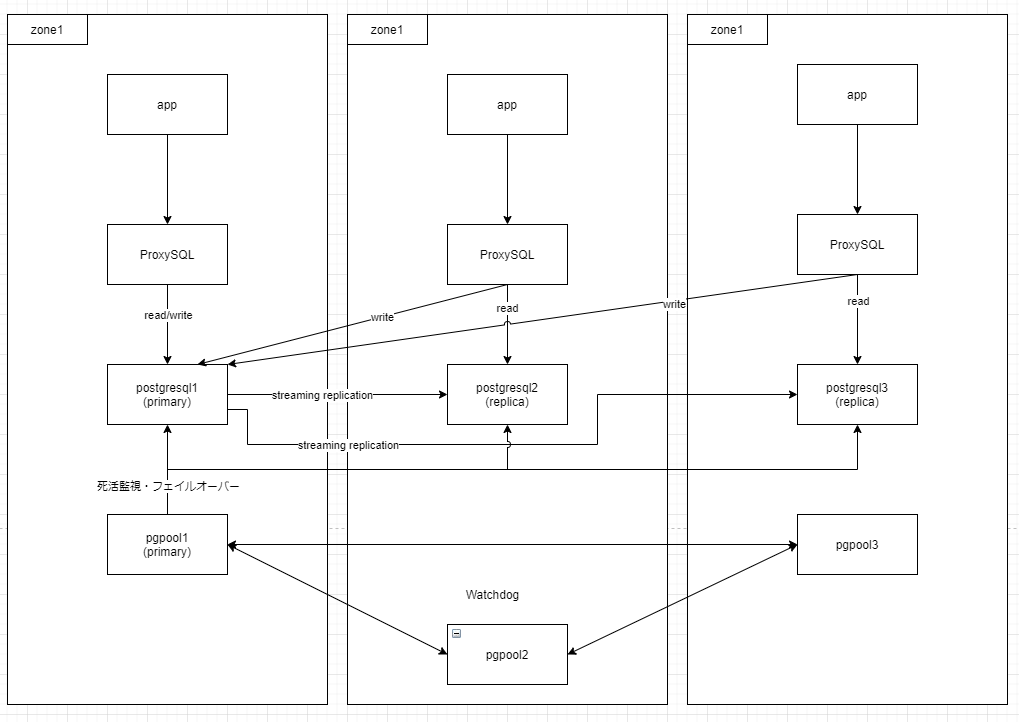 zone1
zone1
zone1
app
app
app
ProxySQL
ProxySQL
ProxySQL
read/write
write
read
write
read
postgresql1
(primary)
streaming replication
postgresql2
(replica)
postgresql3
(replica)
streaming replication
死活監視・フェイルオーバー
pgpool1
(primary)
pgpool3
Watchdog
pgpool2